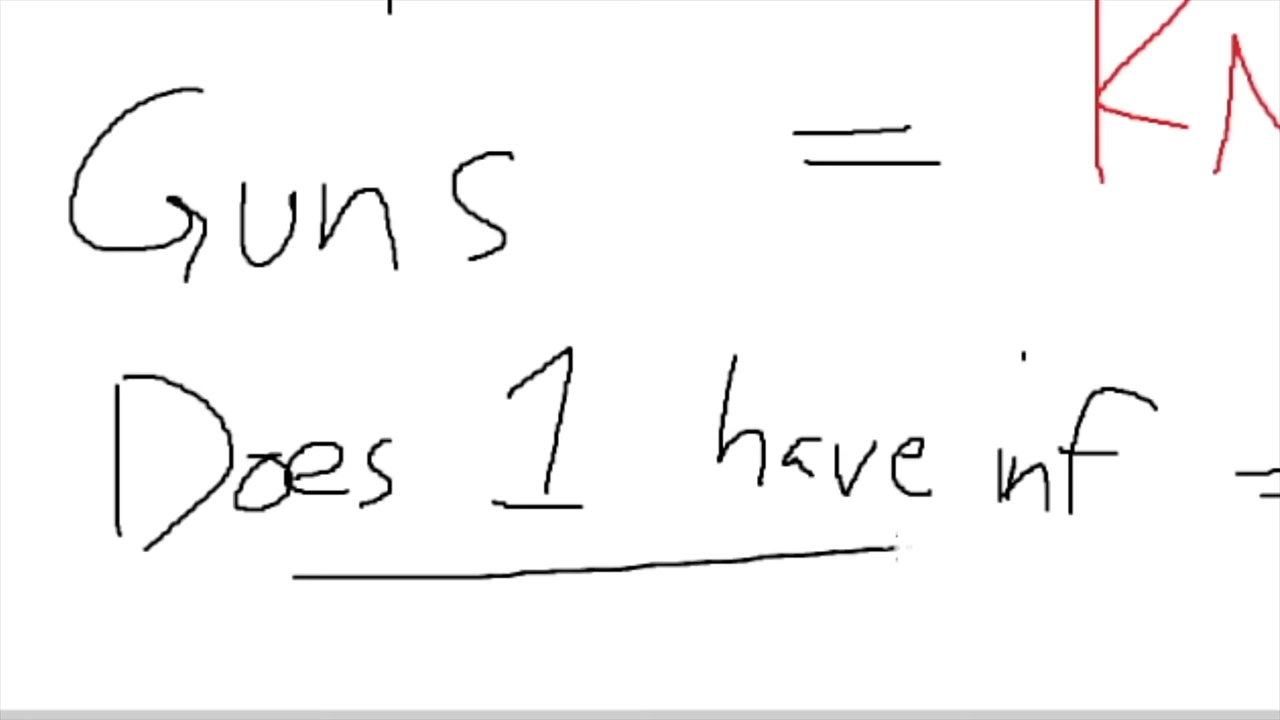 Guns =
Does 1 have inf =